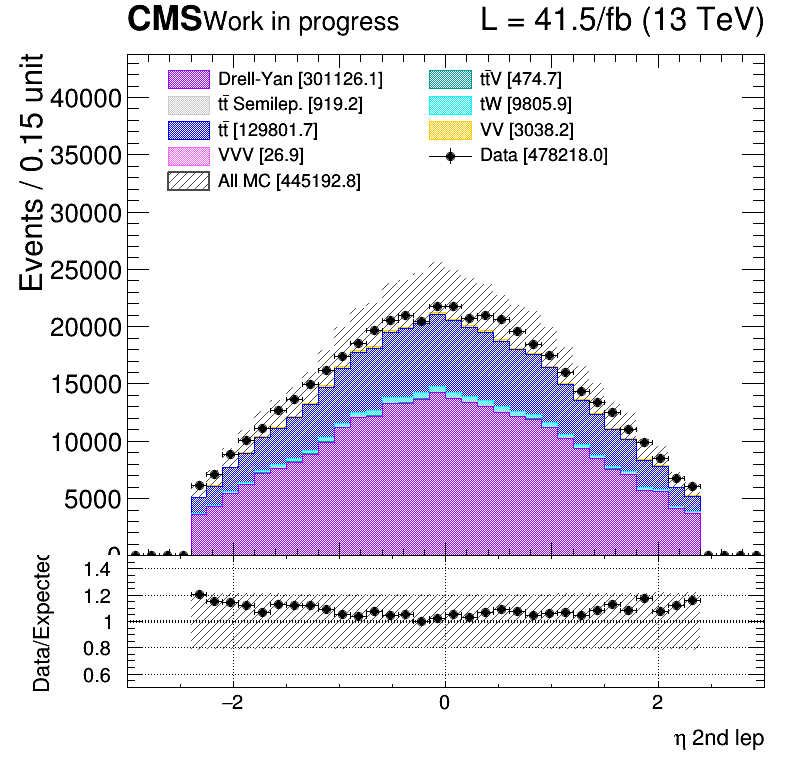 CMS Work in progress L = 41.5/fb (13 TeV)
Drell-Yan [301126.1] tt̄V [474.7]
tt̄ Semilep. [919.2] tW [9805.9]
tt̄ [129801.7] VV [3038.2]
VVV [26.9] Data [478218.0]
All MC [445192.8]
Events / 0.15 unit
40000
35000
30000
25000
20000
15000
10000
5000
0
Data/Expected
1.4
1.2
1
0.8
0.6
−2 0 2
η 2nd lep